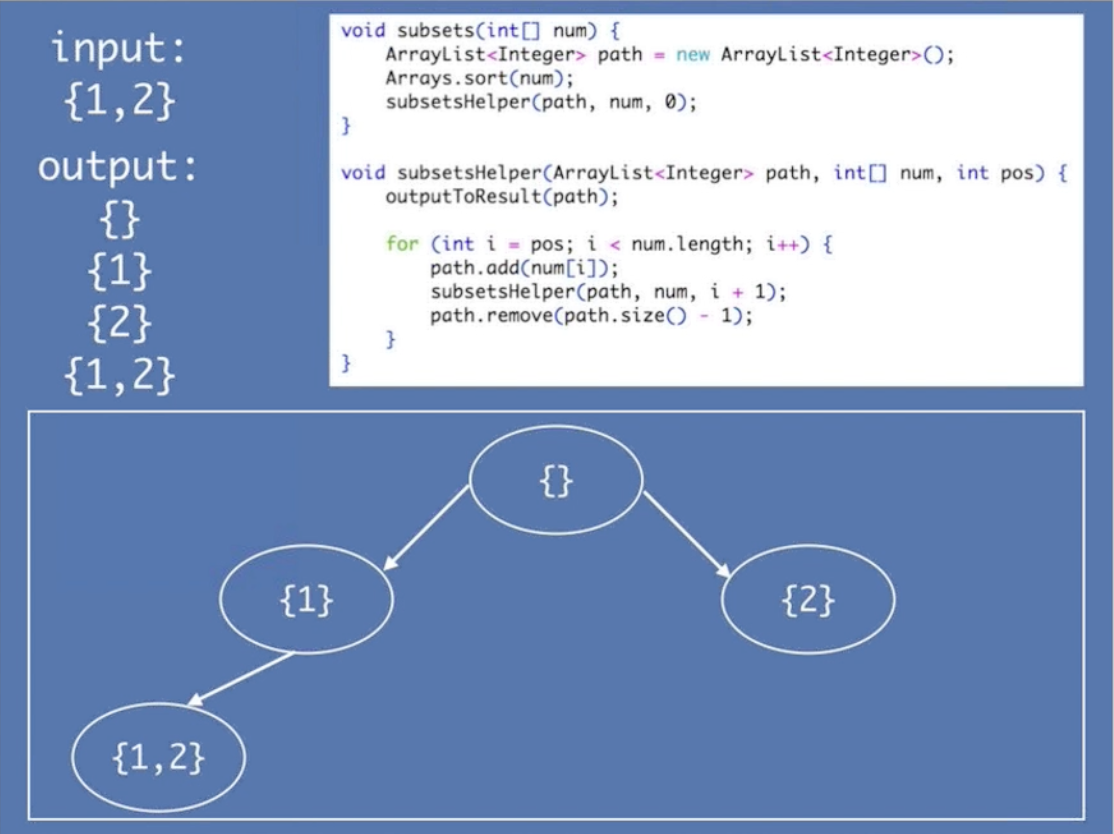 input:
{1,2}
output:
{}
{1}
{2}
{1,2}
void subsets(int[] num) {
    ArrayList<Integer> path = new ArrayList<Integer>();
    Arrays.sort(num);
    subsetsHelper(path, num, 0);
}
void subsetsHelper(ArrayList<Integer> path, int[] num, int pos) {
    outputToResult(path);
    for (int i = pos; i < num.length; i++) {
        path.add(num[i]);
        subsetsHelper(path, num, i + 1);
        path.remove(path.size() - 1);
    }
}
{}
{1}
{2}
{1,2}